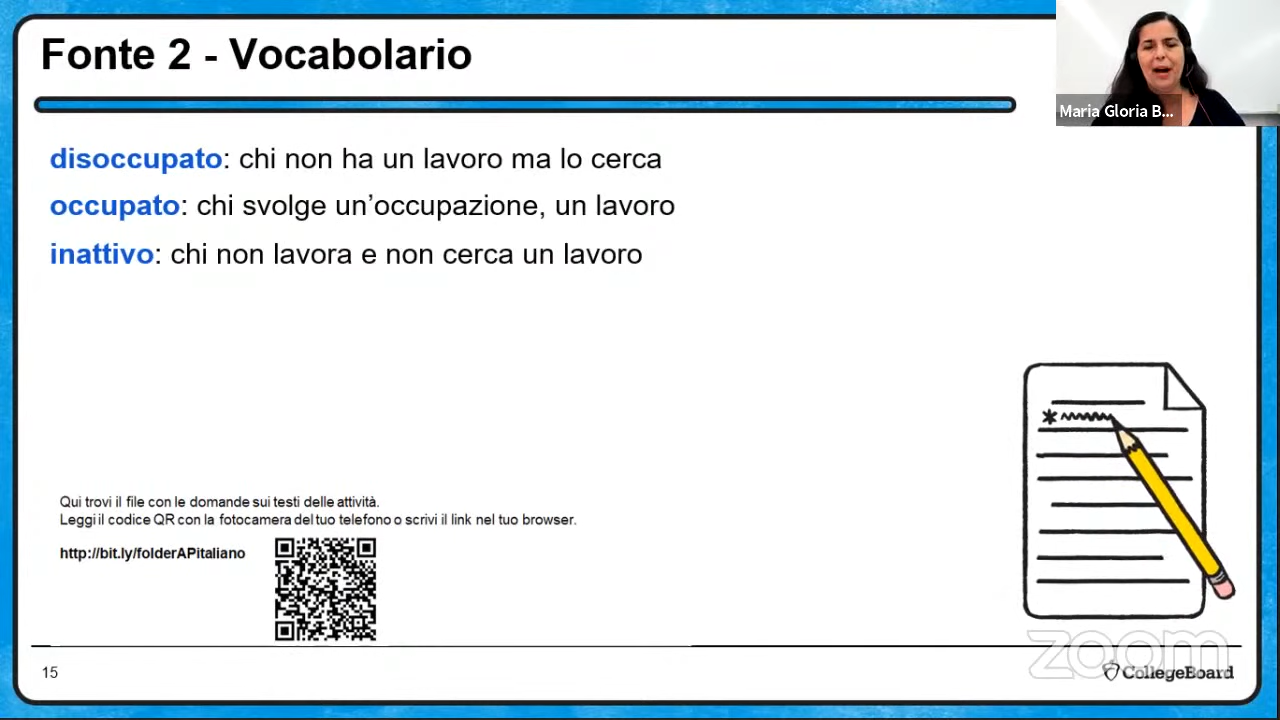 Fonte 2 - Vocabolario
Maria Gloria B...
disoccupato: chi non ha un lavoro ma lo cerca
occupato: chi svolge un’occupazione, un lavoro
inattivo: chi non lavora e non cerca un lavoro
Qui trovi il file con le domande sui testi delle attività.
Leggi il codice QR con la fotocamera del tuo telefono o scrivi il link nel tuo browser.
http://bit.ly/folderAPitaliano
zoom
15
CollegeBoard